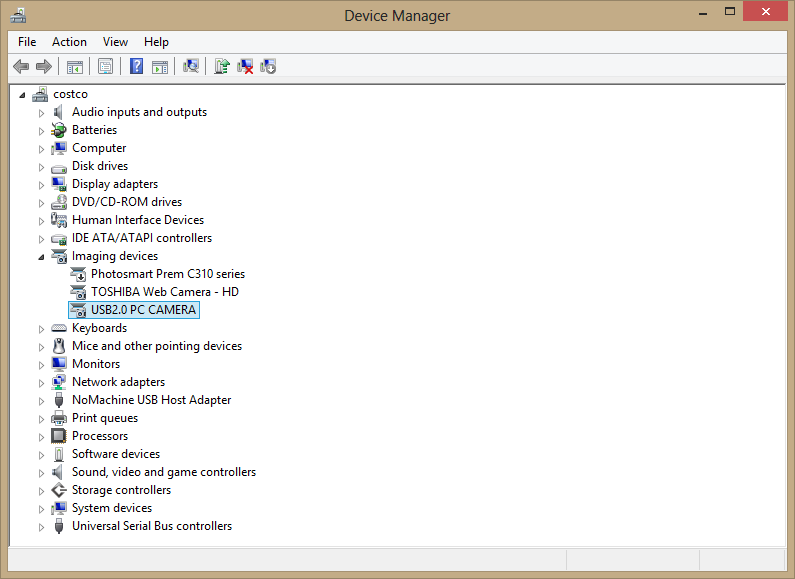 Device Manager
File Action View Help
costco
Audio inputs and outputs
Batteries
Computer
Disk drives
Display adapters
DVD/CD-ROM drives
Human Interface Devices
IDE ATA/ATAPI controllers
Imaging devices
Photosmart Prem C310 series
TOSHIBA Web Camera - HD
USB2.0 PC CAMERA
Keyboards
Mice and other pointing devices
Monitors
Network adapters
NoMachine USB Host Adapter
Print queues
Processors
Software devices
Sound, video and game controllers
Storage controllers
System devices
Universal Serial Bus controllers